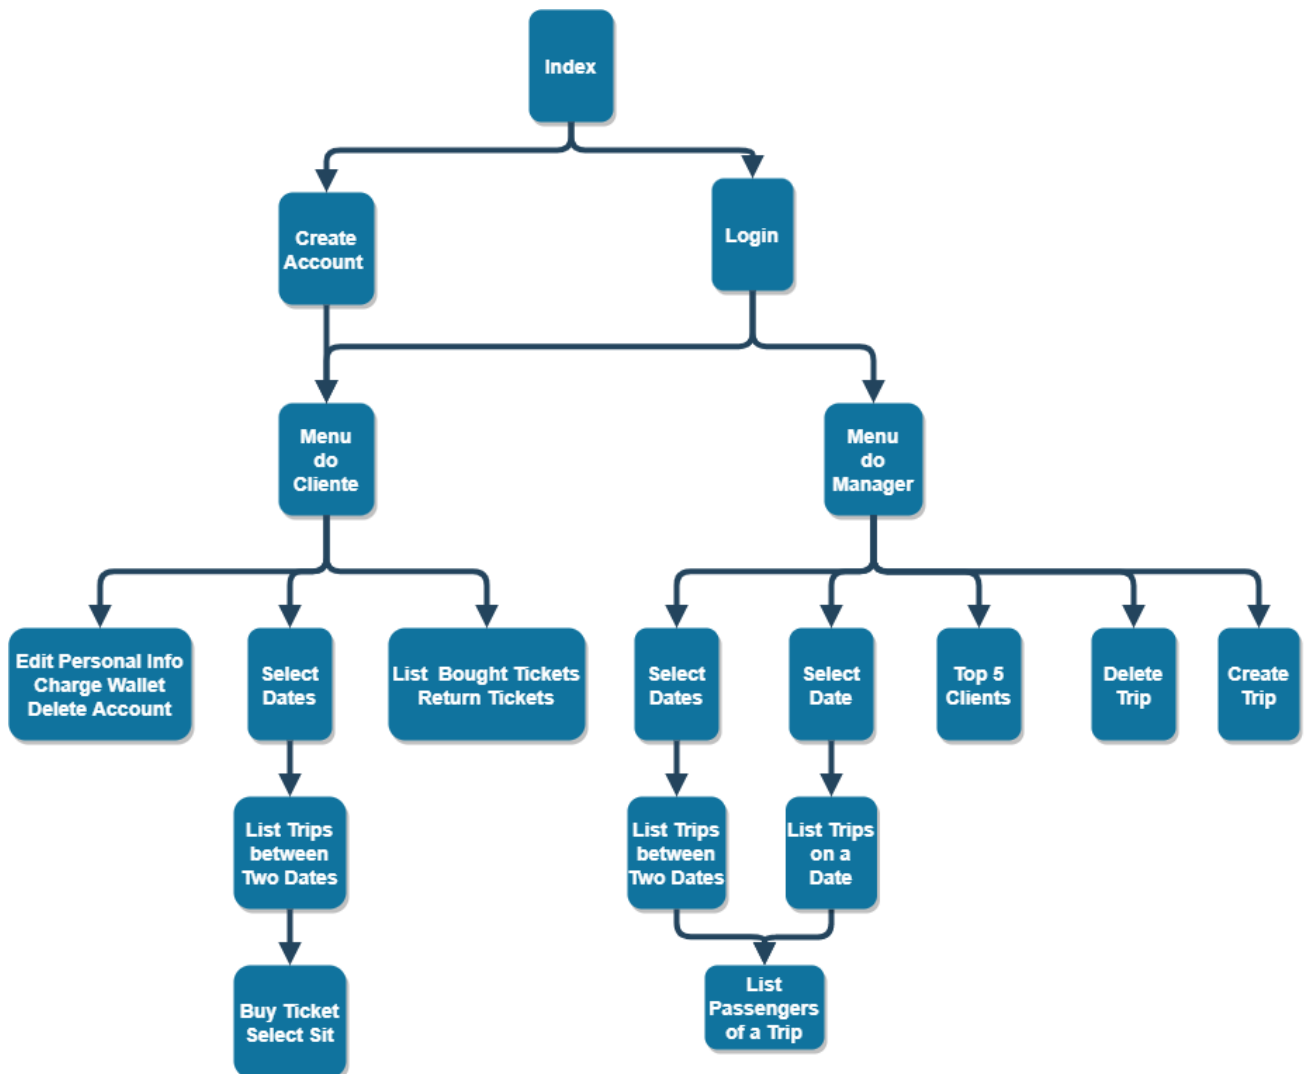 Index
Create
Account
Login
Menu
do
Cliente
Menu
do
Manager
Edit Personal Info
Charge Wallet
Delete Account
Select
Dates
List Bought Tickets
Return Tickets
Select
Dates
Select
Date
Top 5
Clients
Delete
Trip
Create
Trip
List Trips
between
Two Dates
List Trips
between
Two Dates
List Trips
on a
Date
Buy Ticket
Select Sit
List
Passengers
of a Trip